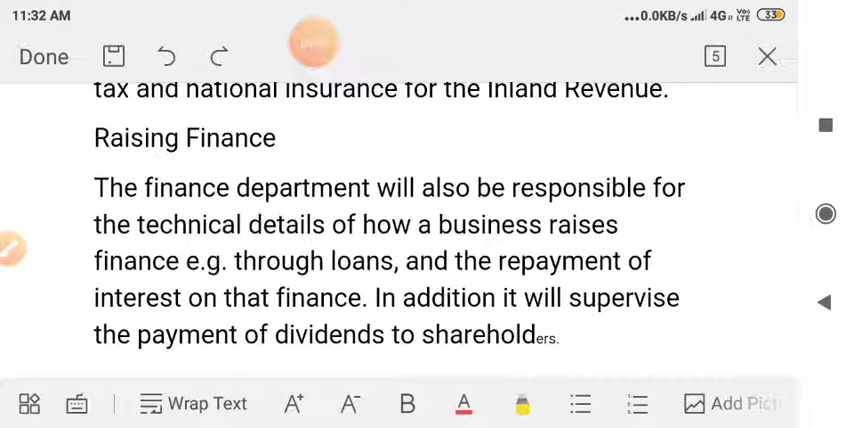 11:32 AM
...0.0KB/s 4G Vo LTE 33
Done 5
tax and national insurance for the Inland Revenue.
Raising Finance
The finance department will also be responsible for
the technical details of how a business raises
finance e.g. through loans, and the repayment of
interest on that finance. In addition it will supervise
the payment of dividends to shareholders.
Wrap Text A+ A- B A Add Pict